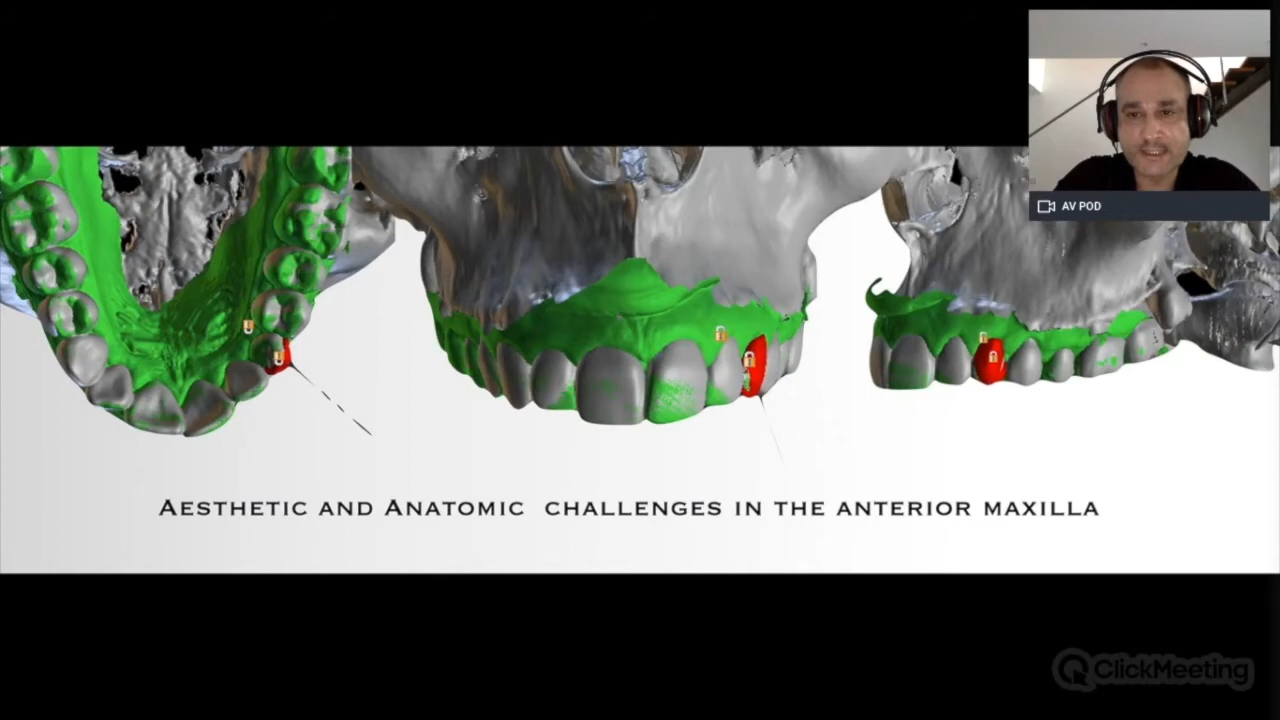 AV POD
AESTHETIC AND ANATOMIC CHALLENGES IN THE ANTERIOR MAXILLA
ClickMeeting